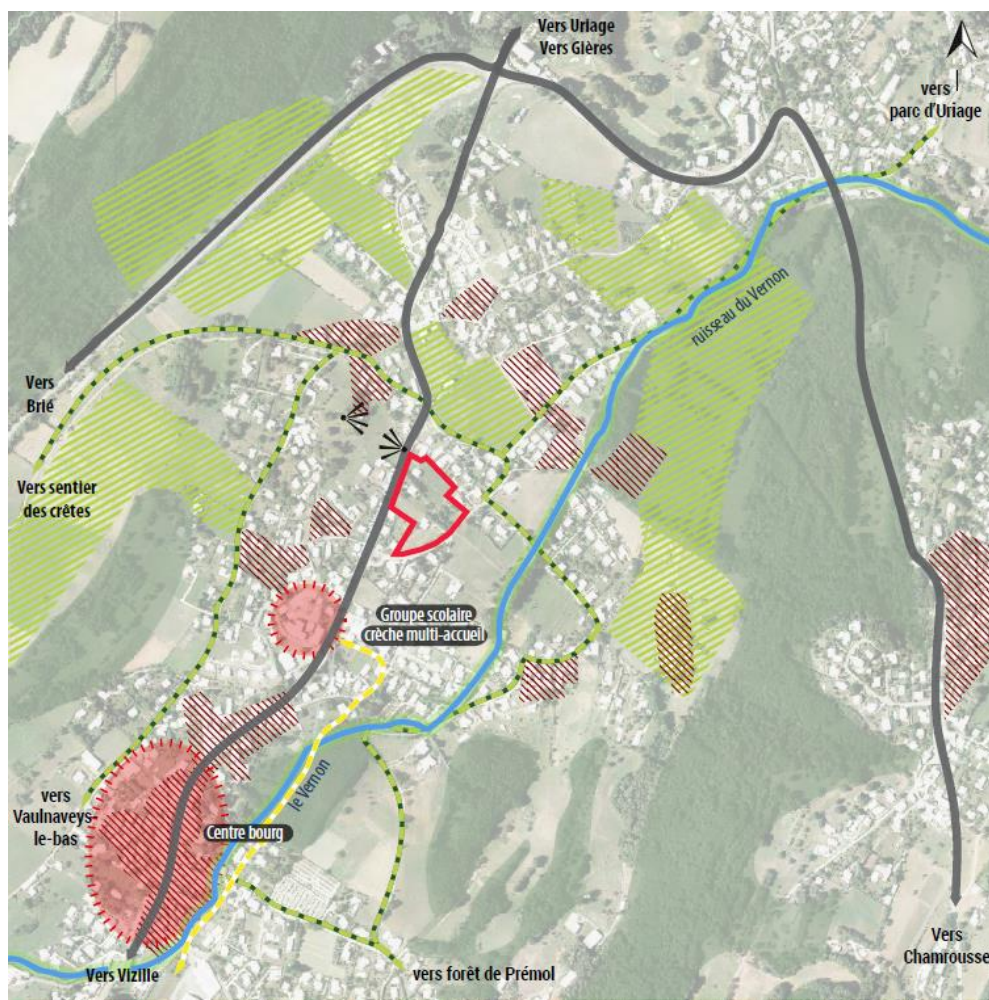 Vers Uriage
Vers Gières
vers
parc d'Uriage
ruisseau du Vernon
Vers
Brié
Vers sentier
des crêtes
Groupe scolaire
crèche multi-accueil
vers
Vaulnaveys-
le-bas
le Vernon
Centre bourg
Vers Vizille
vers forêt de Prémol
Vers
Chamrousse